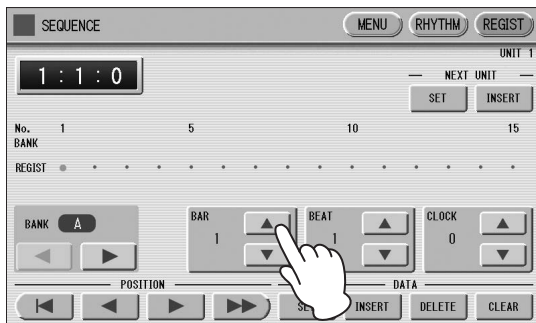 SEQUENCE MENU RHYTHM REGIST
UNIT 1
1 : 1 : 0
NEXT UNIT
SET INSERT
No. 1 5 10 15
BANK
REGIST
BANK A
BAR 1
BEAT 1
CLOCK 0
POSITION DATA
INSERT DELETE CLEAR